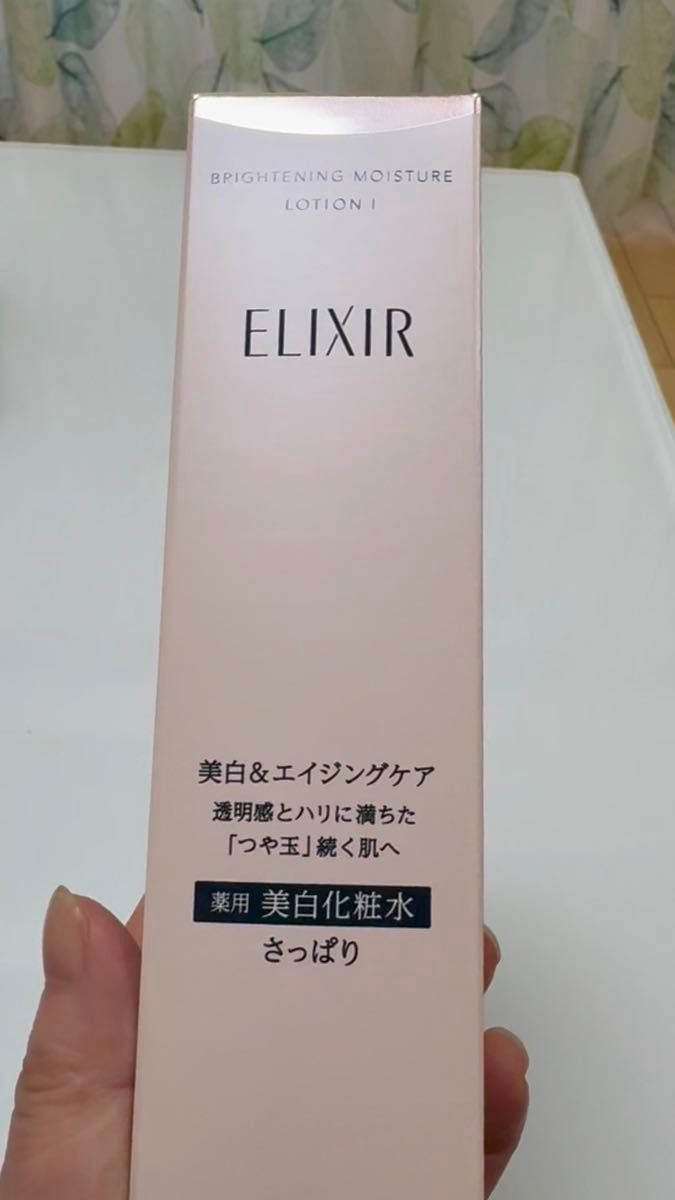 BRIGHTENING MOISTURE
LOTION I
ELIXIR
美白&エイジングケア
透明感とハリに満ちた
「つや玉」続く肌へ
薬用 美白化粧水
さっぱり